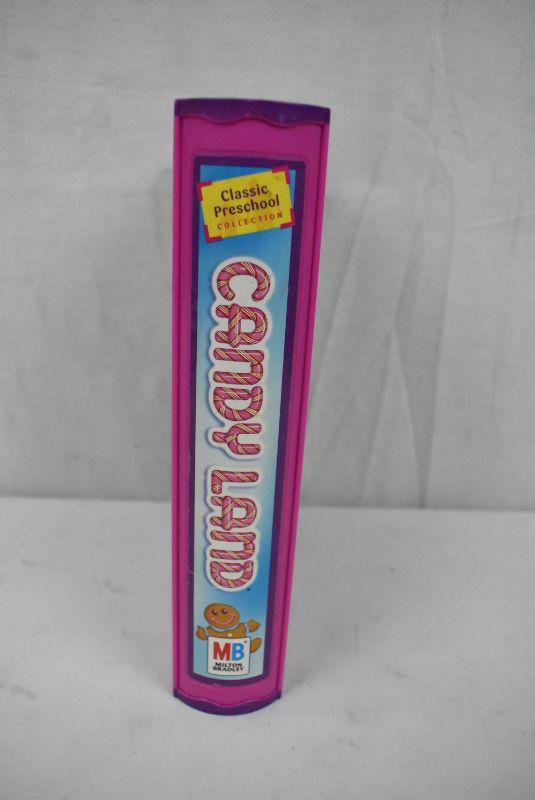 Classic
Preschool
COLLECTION
CANDY LAND
MB
MILTON
BRADLEY